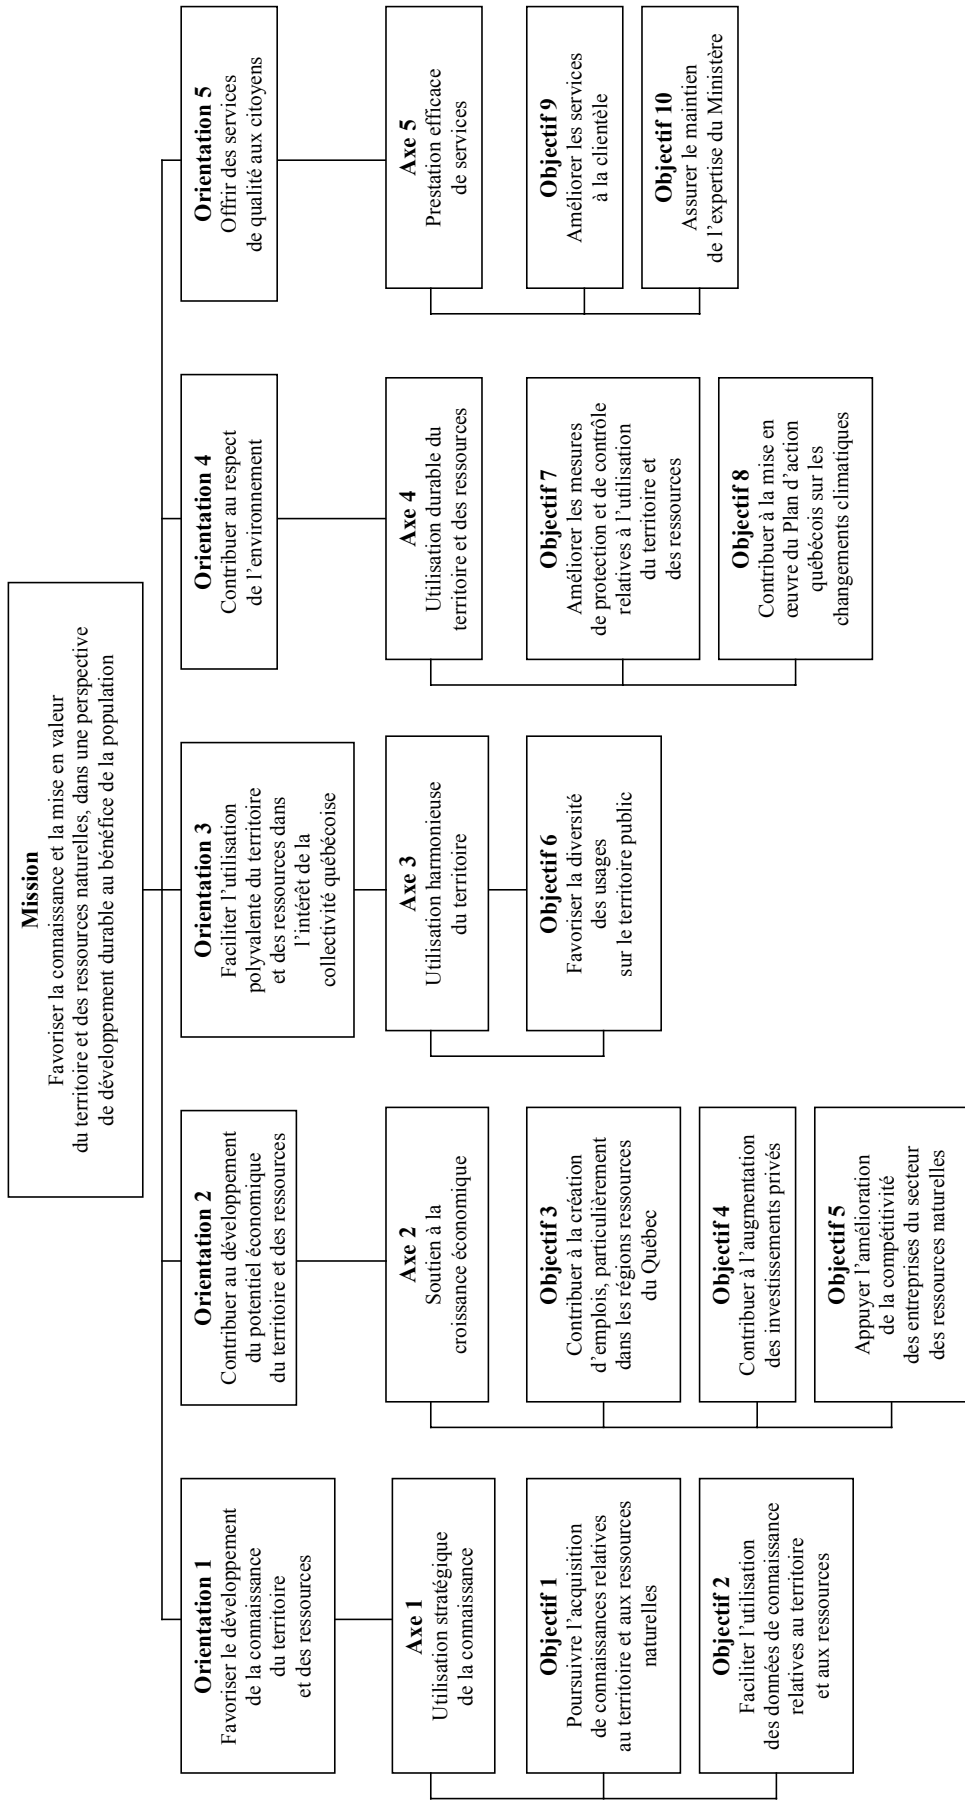 Mission
Favoriser la connaissance et la mise en valeur
du territoire et des ressources naturelles, dans une perspective
de développement durable au bénéfice de la population
Orientation 1
Favoriser le développement
de la connaissance
du territoire
et des ressources
Axe 1
Utilisation stratégique
de la connaissance
Objectif 1
Poursuivre l’acquisition
de connaissances relatives
au territoire et aux ressources
naturelles
Objectif 2
Faciliter l’utilisation
des données de connaissance
relatives au territoire
et aux ressources
Orientation 2
Contribuer au développement
du potentiel économique
du territoire et des ressources
Axe 2
Soutien à la
croissance économique
Objectif 3
Contribuer à la création
d’emplois, particulièrement
dans les régions ressources
du Québec
Objectif 4
Contribuer à l’augmentation
des investissements privés
Objectif 5
Appuyer l’amélioration
de la compétitivité
des entreprises du secteur
des ressources naturelles
Orientation 3
Faciliter l’utilisation
polyvalente du territoire
et des ressources dans
l’intérêt de la
collectivité québécoise
Axe 3
Utilisation harmonieuse
du territoire
Objectif 6
Favoriser la diversité
des usages
sur le territoire public
Orientation 4
Contribuer au respect
de l’environnement
Axe 4
Utilisation durable du
territoire et des ressources
Objectif 7
Améliorer les mesures
de protection et de contrôle
relatives à l’utilisation
du territoire et
des ressources
Objectif 8
Contribuer à la mise en
œuvre du Plan d’action
québécois sur les
changements climatiques
Orientation 5
Offrir des services
de qualité aux citoyens
Axe 5
Prestation efficace
de services
Objectif 9
Améliorer les services
à la clientèle
Objectif 10
Assurer le maintien
de l’expertise du Ministère